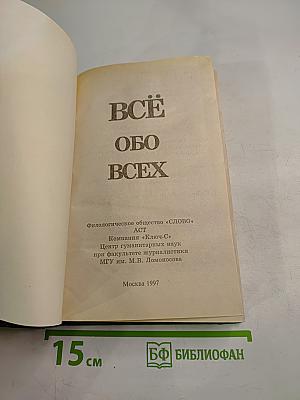 ВСЁ
ОБО
ВСЕХ
Филологическое общество «СЛОВО»
АСТ
Компания «Ключ-С»
Центр гуманитарных наук
при факультете журналистики
МГУ им. М.В. Ломоносова
Москва 1997
15 см
БФ БИБЛИОФАН